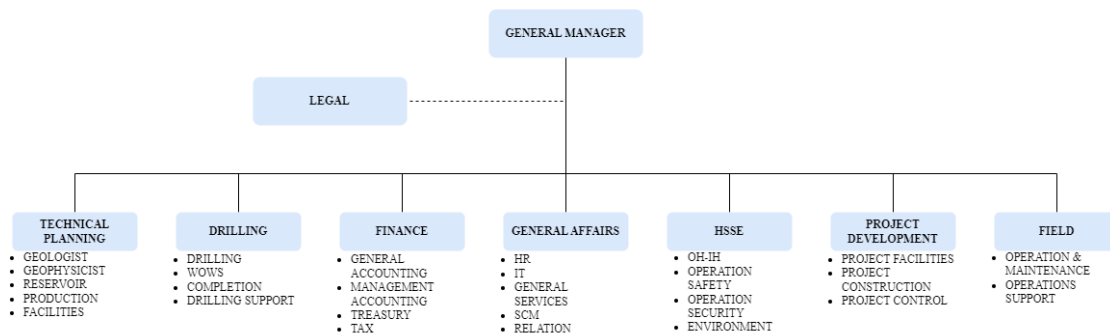 GENERAL MANAGER
LEGAL
TECHNICAL
PLANNING
• GEOLOGIST
• GEOPHYSICIST
• RESERVOIR
• PRODUCTION
• FACILITIES
DRILLING
• DRILLING
• WOWS
• COMPLETION
• DRILLING SUPPORT
FINANCE
• GENERAL
ACCOUNTING
• MANAGEMENT
ACCOUNTING
• TREASURY
• TAX
GENERAL AFFAIRS
• HR
• IT
• GENERAL
SERVICES
• SCM
• RELATION
HSSE
• OH-IH
• OPERATION
SAFETY
• OPERATION
SECURITY
• ENVIRONMENT
PROJECT
DEVELOPMENT
• PROJECT FACILITIES
• PROJECT
CONSTRUCTION
• PROJECT CONTROL
FIELD
• OPERATION &
MAINTENANCE
• OPERATIONS
SUPPORT